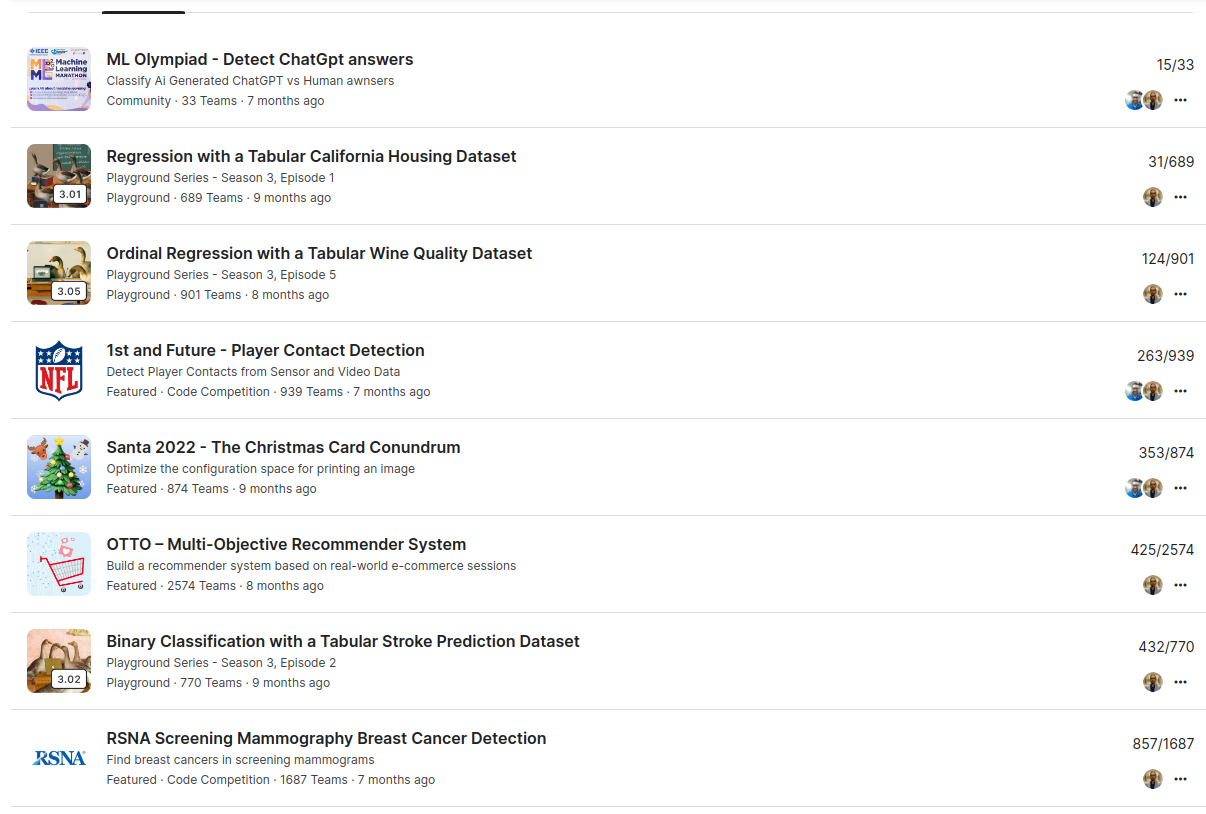 IEEE
Machine
Learning
MARATHON
ML Olympiad - Detect ChatGpt answers
Classify Ai Generated ChatGPT vs Human awnsers
Community · 33 Teams · 7 months ago
15/33
3.01
Regression with a Tabular California Housing Dataset
Playground Series - Season 3, Episode 1
Playground · 689 Teams · 9 months ago
31/689
3.05
Ordinal Regression with a Tabular Wine Quality Dataset
Playground Series - Season 3, Episode 5
Playground · 901 Teams · 8 months ago
124/901
NFL
1st and Future - Player Contact Detection
Detect Player Contacts from Sensor and Video Data
Featured · Code Competition · 939 Teams · 7 months ago
263/939
Santa 2022 - The Christmas Card Conundrum
Optimize the configuration space for printing an image
Featured · 874 Teams · 9 months ago
353/874
OTTO – Multi-Objective Recommender System
Build a recommender system based on real-world e-commerce sessions
Featured · 2574 Teams · 8 months ago
425/2574
3.02
Binary Classification with a Tabular Stroke Prediction Dataset
Playground Series - Season 3, Episode 2
Playground · 770 Teams · 9 months ago
432/770
RSNA
RSNA Screening Mammography Breast Cancer Detection
Find breast cancers in screening mammograms
Featured · Code Competition · 1687 Teams · 7 months ago
857/1687